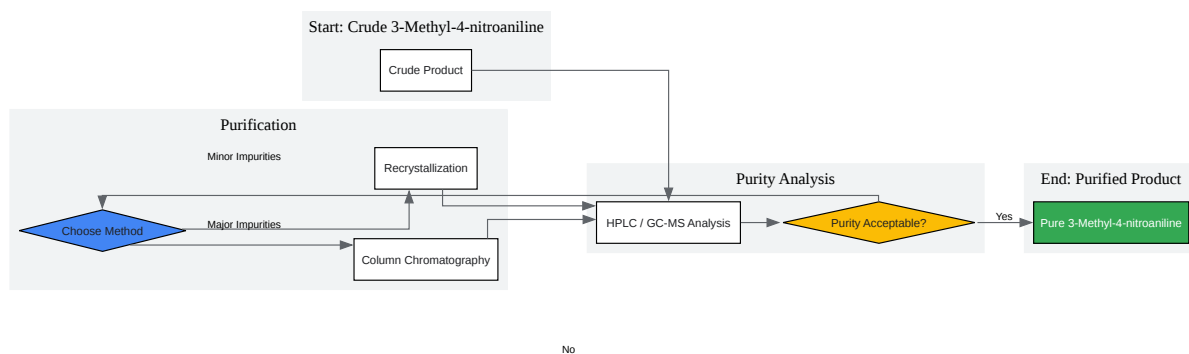 Start: Crude 3-Methyl-4-nitroaniline
Crude Product
Purification
Minor Impurities
Recrystallization
Choose Method
Major Impurities
Column Chromatography
Purity Analysis
HPLC / GC-MS Analysis
Purity Acceptable?
Yes
End: Purified Product
Pure 3-Methyl-4-nitroaniline
No